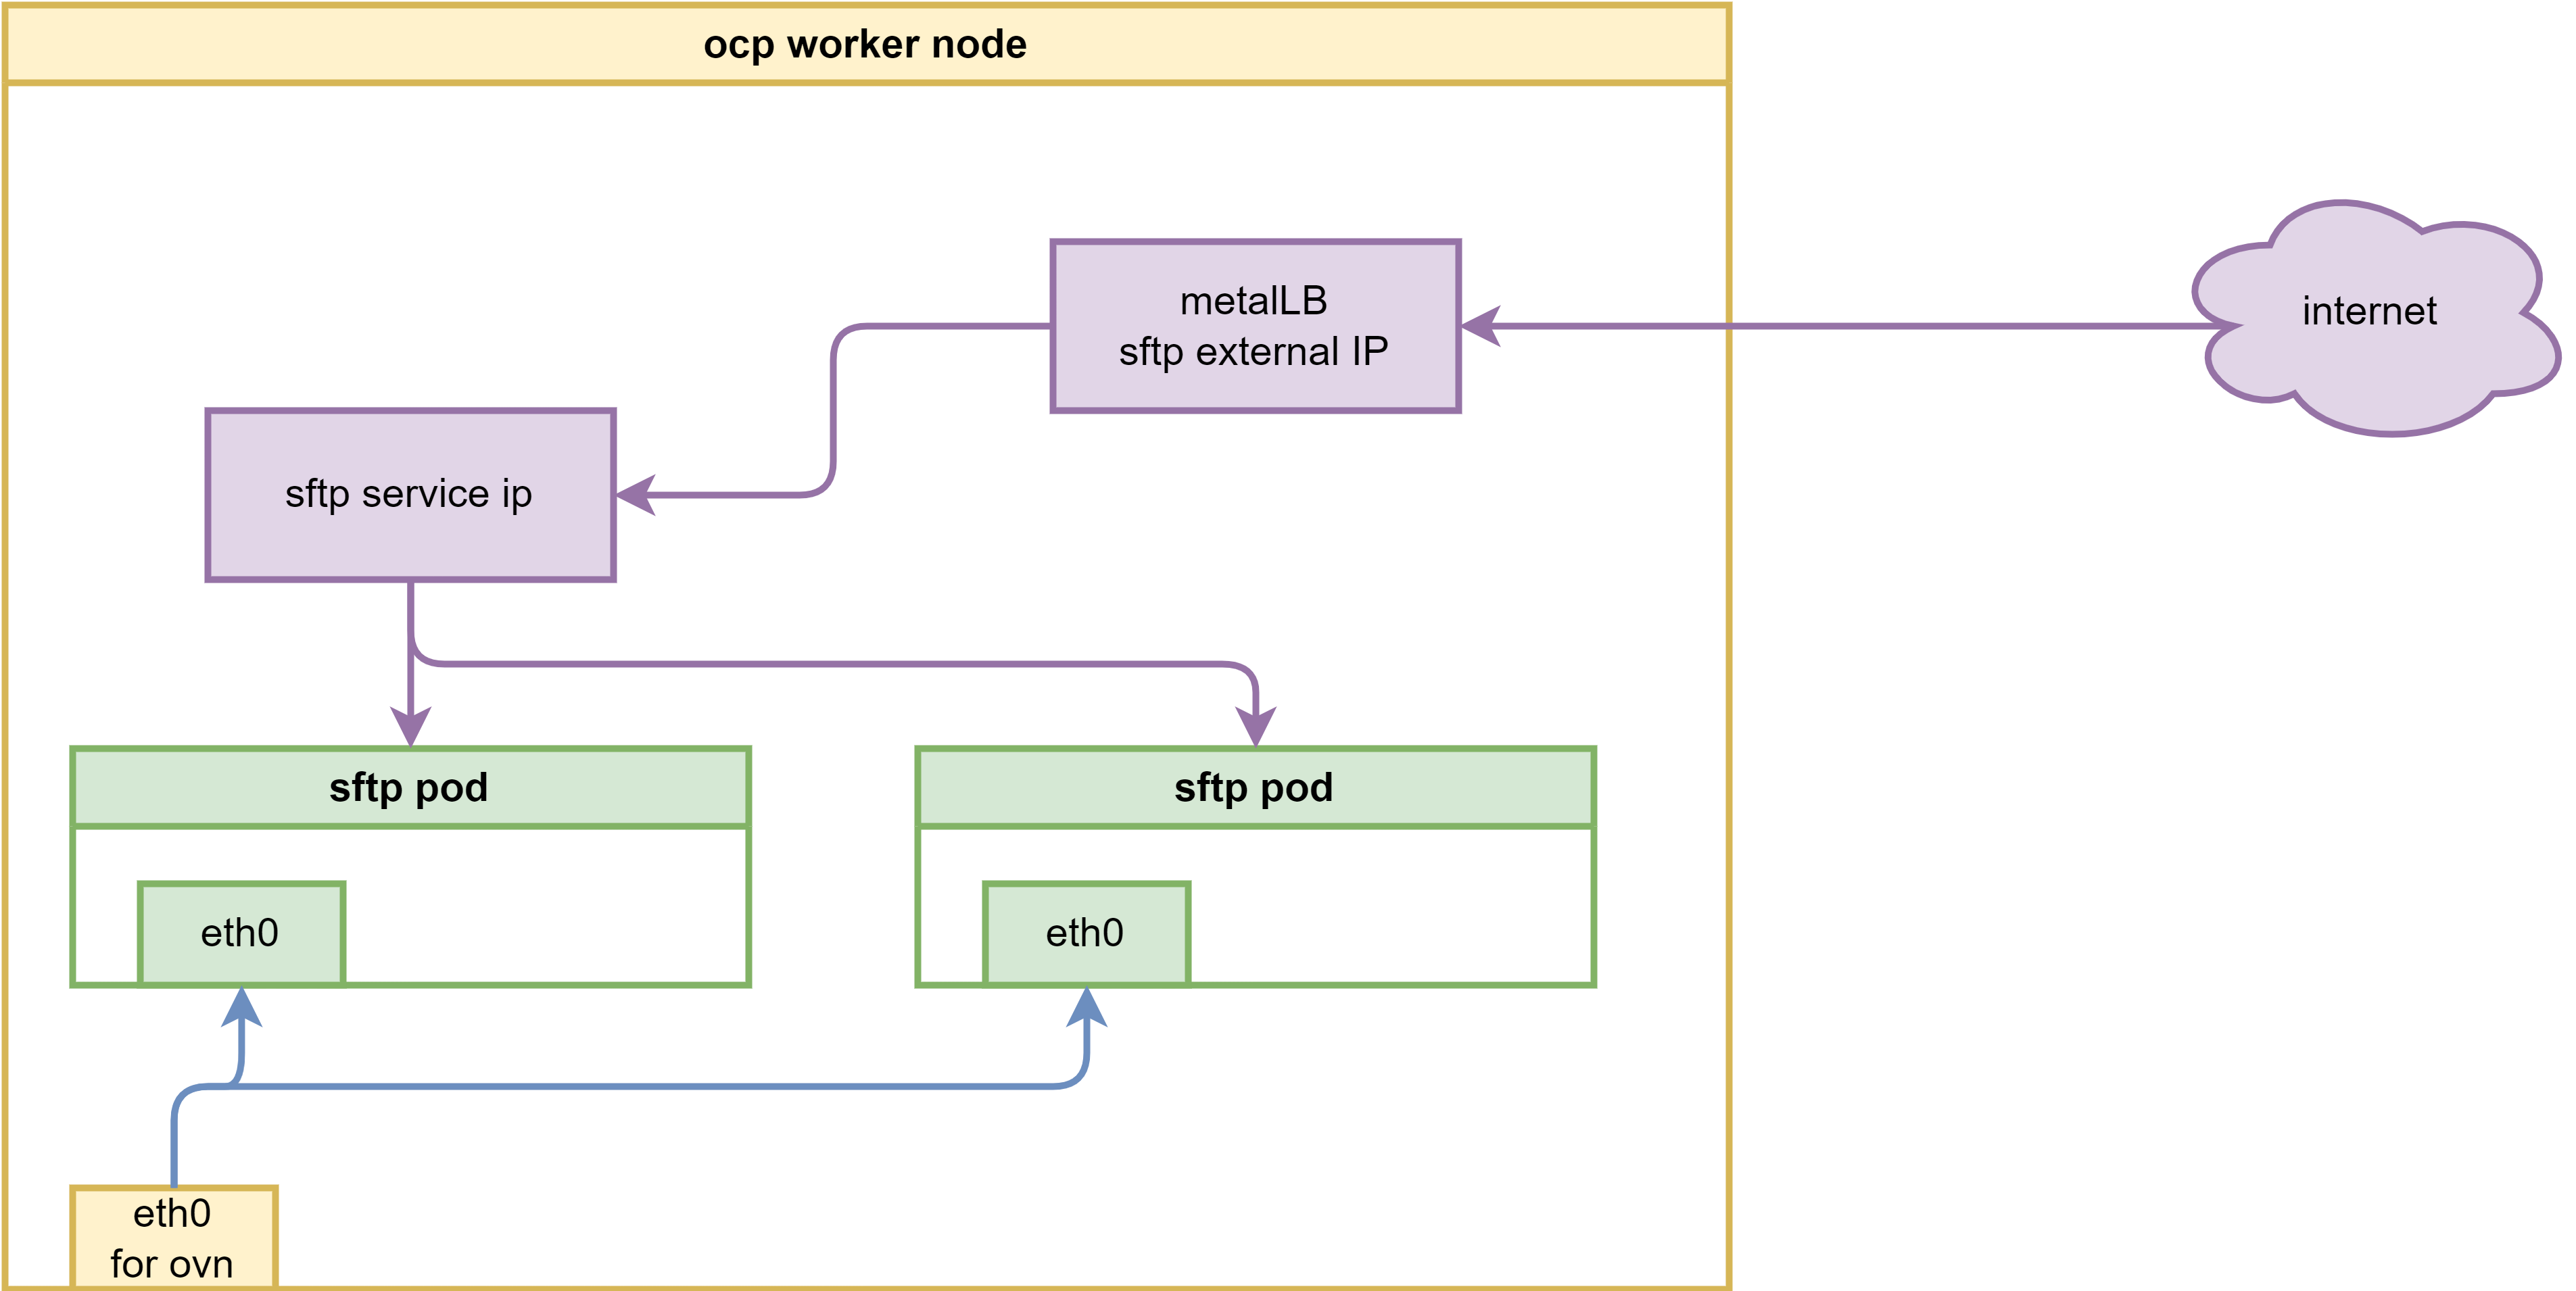 ocp worker node
metalLB
sftp external IP
internet
sftp service ip
sftp pod
sftp pod
eth0
eth0
eth0
for ovn